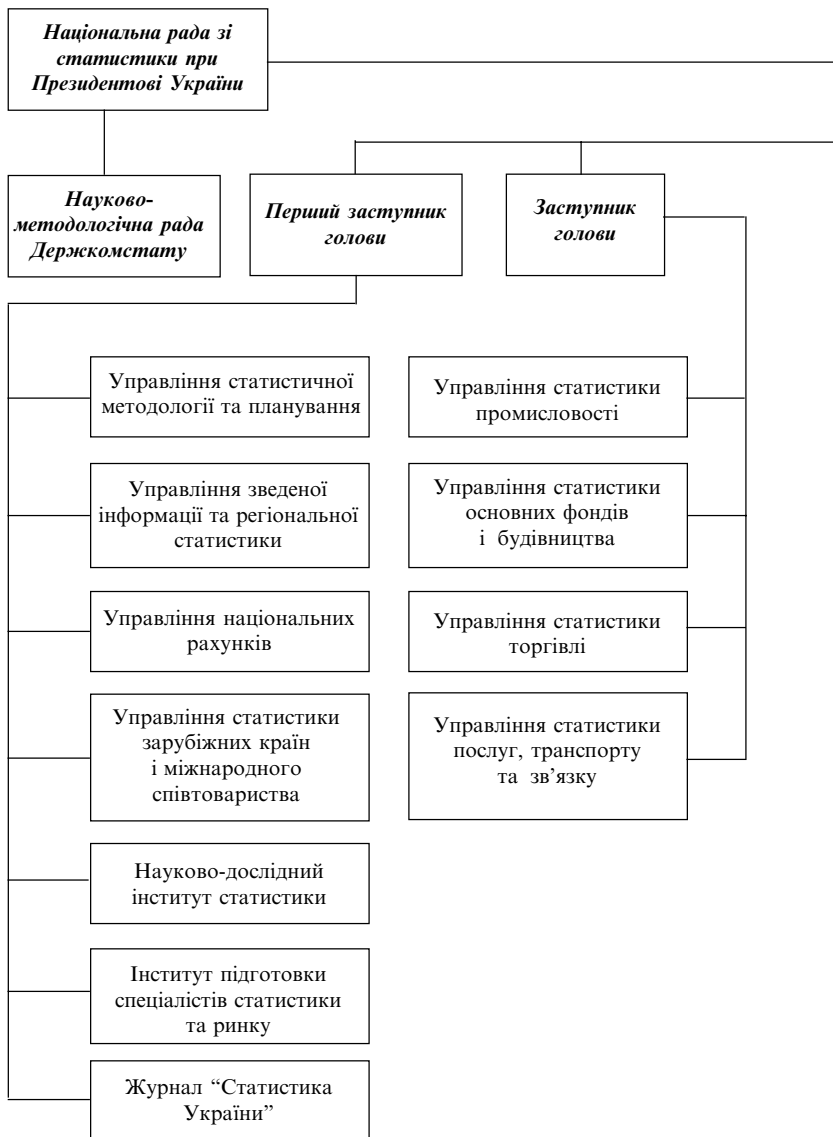 Національна рада зі
статистики при
Президентові України
Науково-
методологічна рада
Держкомстату
Перший заступник
голови
Заступник
голови
Управління статистичної
методології та планування
Управління зведеної
інформації та регіональної
статистики
Управління національних
рахунків
Управління статистики
зарубіжних країн
і міжнародного
співтовариства
Науково-дослідний
інститут статистики
Інститут підготовки
спеціалістів статистики
та ринку
Журнал “Статистика
України”
Управління статистики
промисловості
Управління статистики
основних фондів
і будівництва
Управління статистики
торгівлі
Управління статистики
послуг, транспорту
та зв’язку